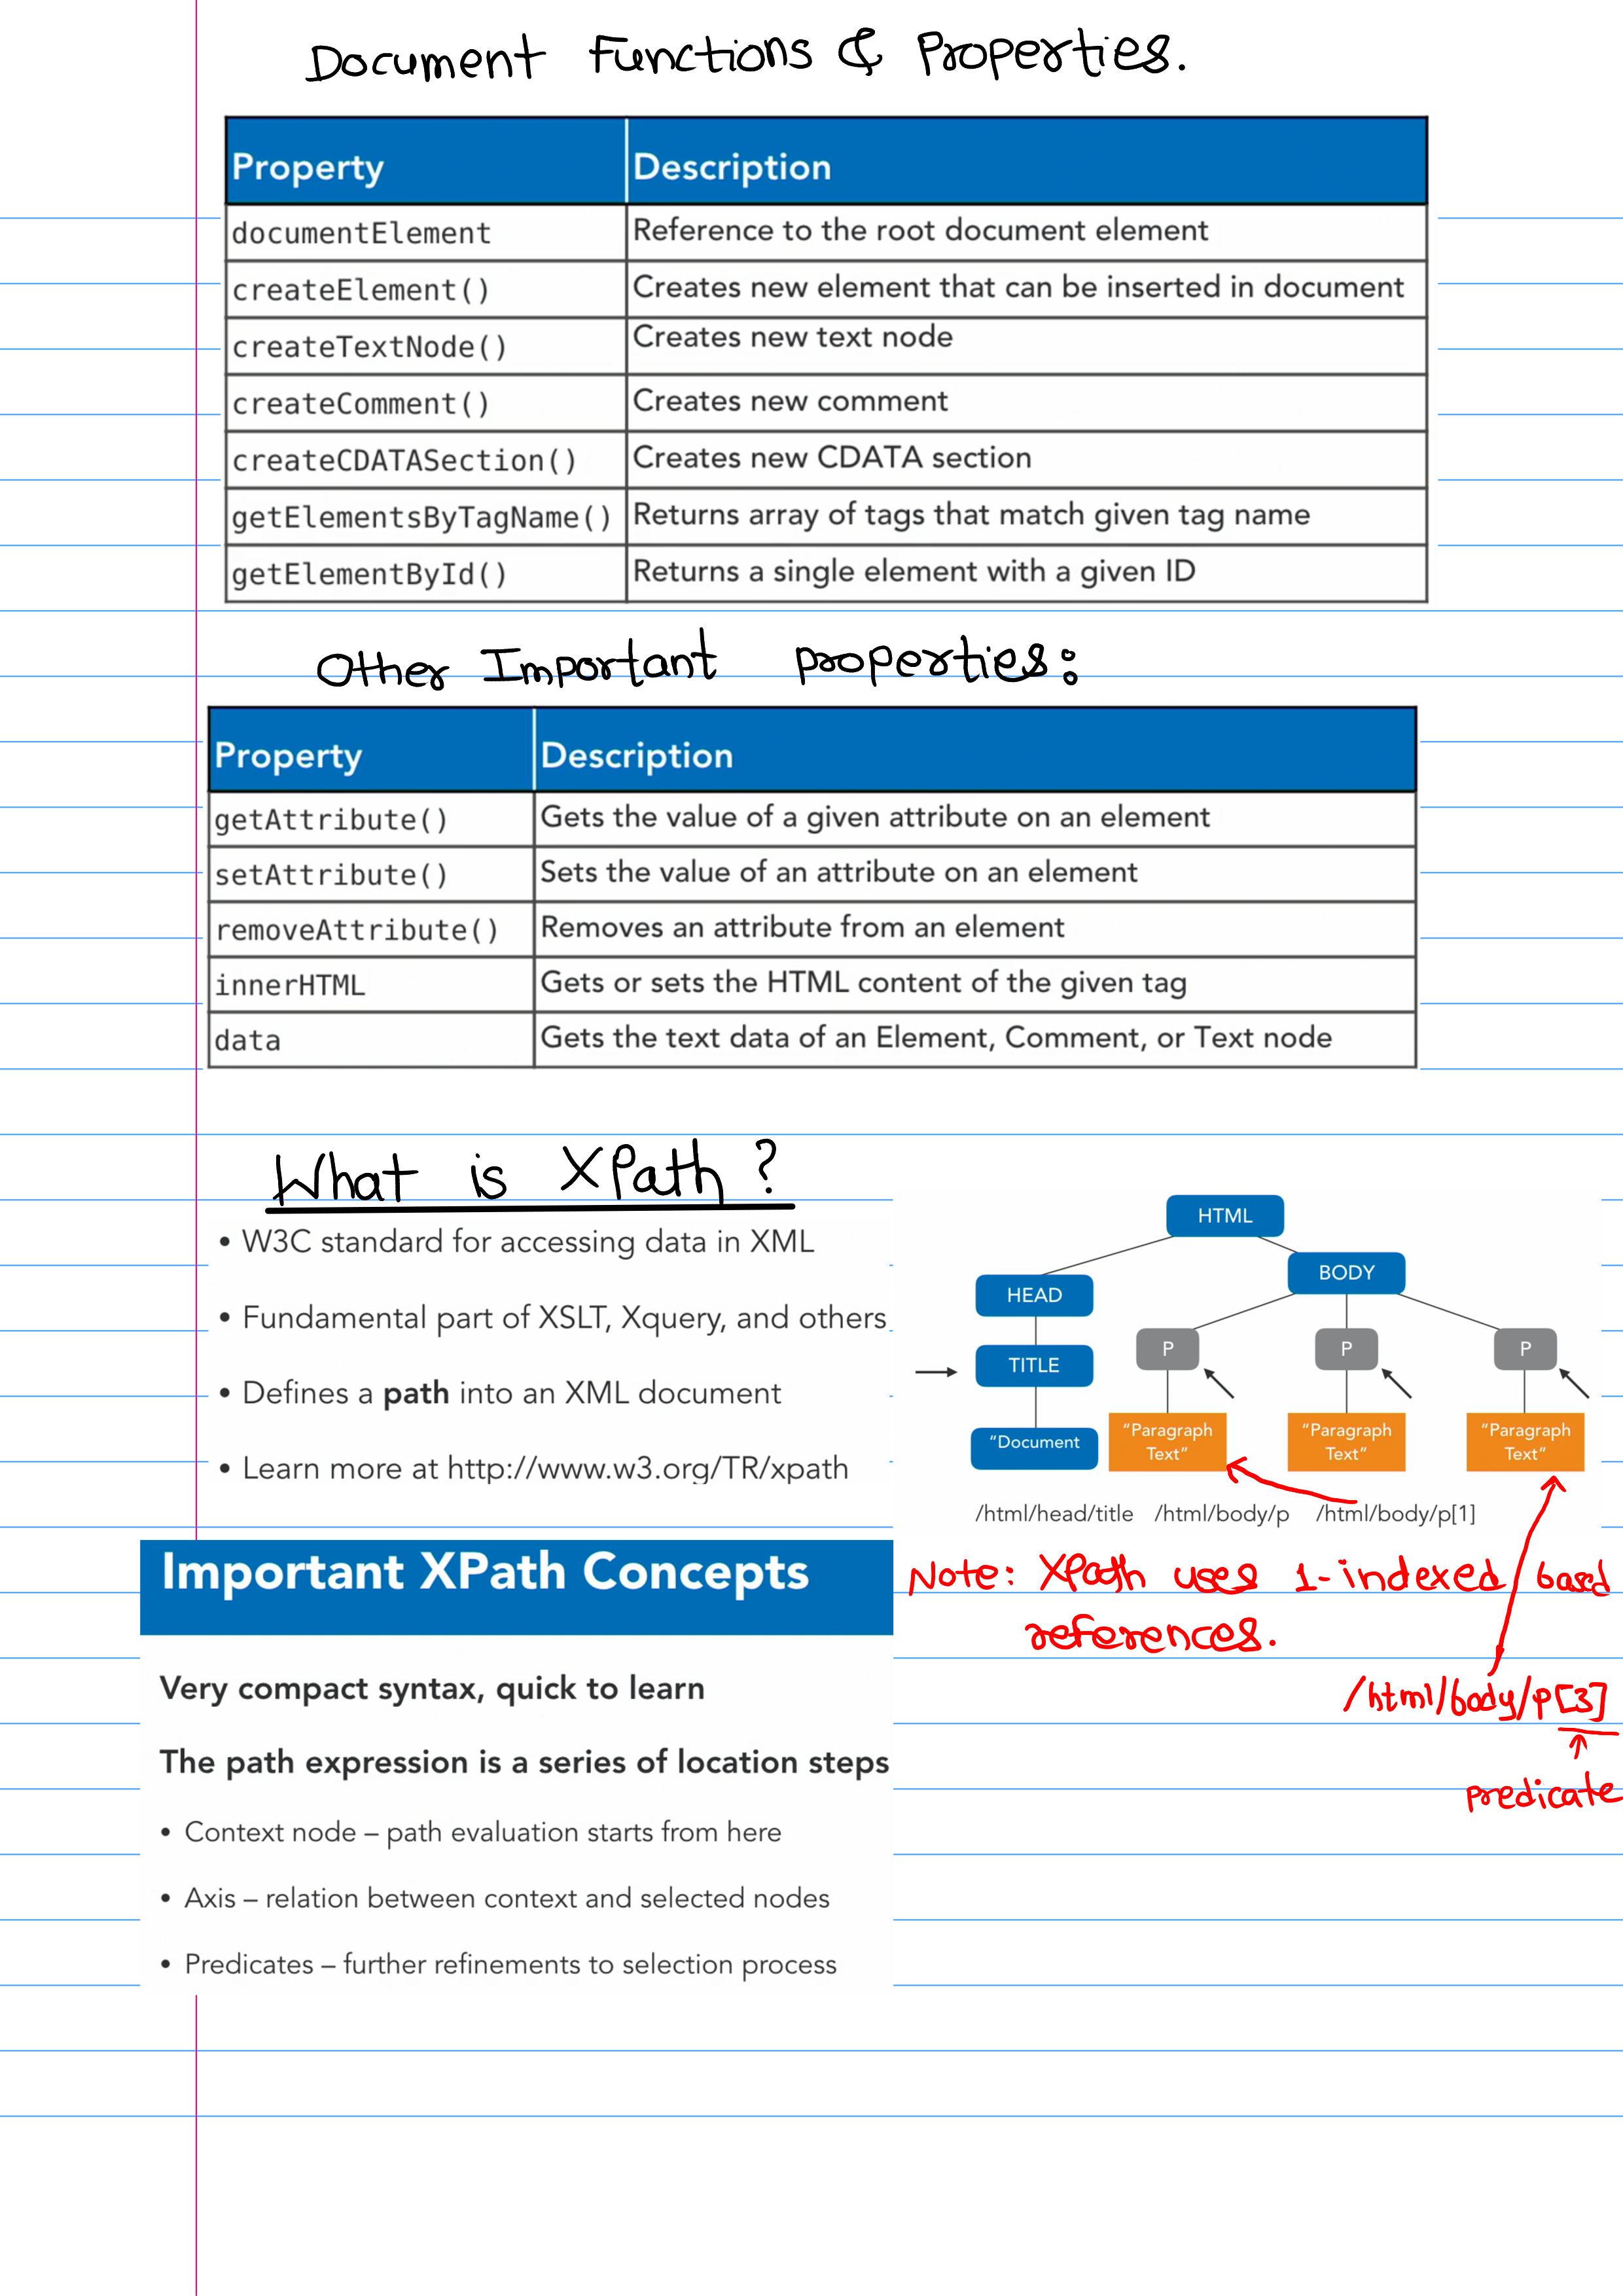 Document Functions & Properties.
Property Description
documentElement Reference to the root document element
createElement() Creates new element that can be inserted in document
createTextNode() Creates new text node
createComment() Creates new comment
createCDATASection() Creates new CDATA section
getElementsByTagName() Returns array of tags that match given tag name
getElementById() Returns a single element with a given ID
Other Important properties:
Property Description
getAttribute() Gets the value of a given attribute on an element
setAttribute() Sets the value of an attribute on an element
removeAttribute() Removes an attribute from an element
innerHTML Gets or sets the HTML content of the given tag
data Gets the text data of an Element, Comment, or Text node
What is XPath?
• W3C standard for accessing data in XML
• Fundamental part of XSLT, Xquery, and others
• Defines a path into an XML document
• Learn more at http://www.w3.org/TR/xpath
HTML
HEAD BODY
TITLE P P P
"Document "Paragraph Text" "Paragraph Text" "Paragraph Text"
/html/head/title /html/body/p /html/body/p[1]
Note: XPath uses 1-indexed based
references.
/html/body/p[3]
predicate
Important XPath Concepts
Very compact syntax, quick to learn
The path expression is a series of location steps
• Context node – path evaluation starts from here
• Axis – relation between context and selected nodes
• Predicates – further refinements to selection process